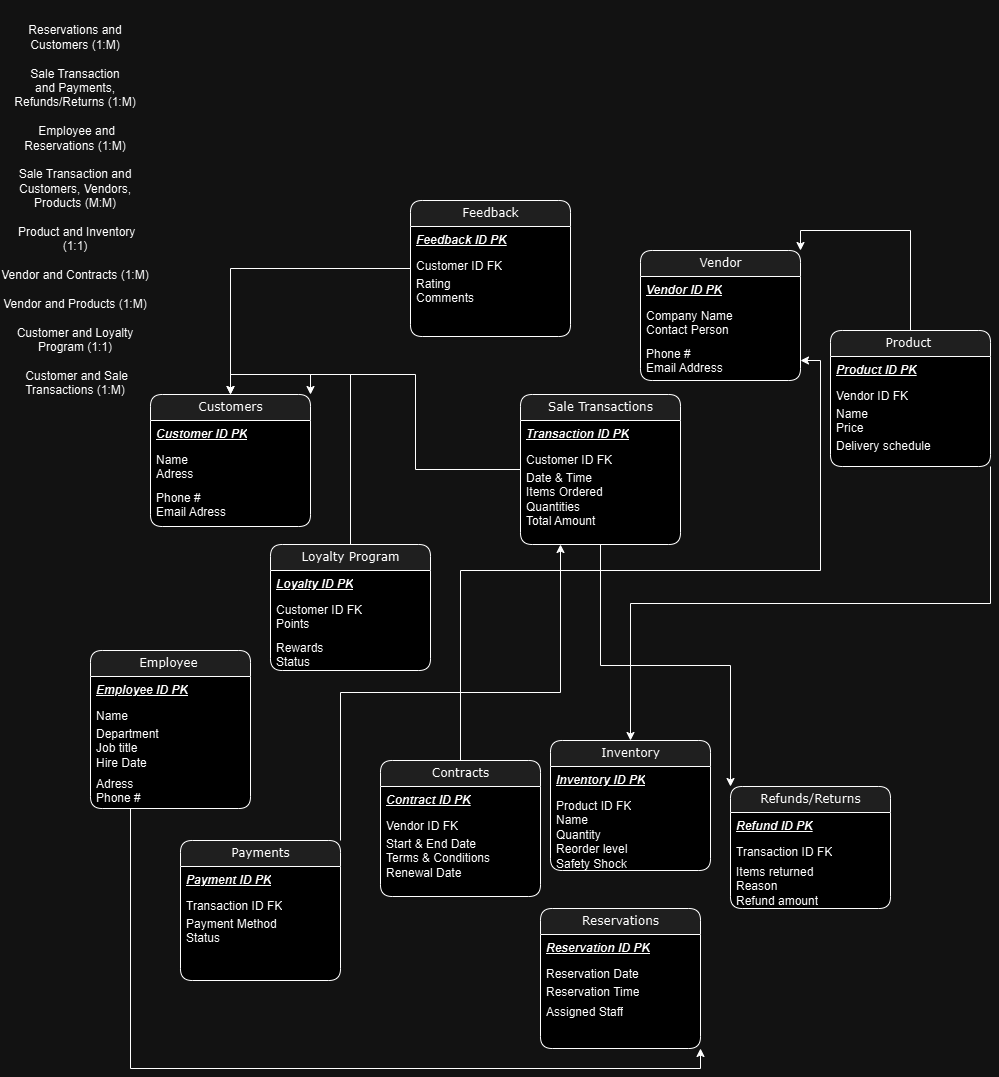 Reservations and
Customers (1:M)
Sale Transaction
and Payments,
Refunds/Returns (1:M)
Employee and
Reservations (1:M)
Sale Transaction and
Customers, Vendors,
Products (M:M)
Product and Inventory
(1:1)
Vendor and Contracts (1:M)
Vendor and Products (1:M)
Customer and Loyalty
Program (1:1)
Customer and Sale
Transactions (1:M)
Feedback
Feedback ID PK
Customer ID FK
Rating
Comments
Vendor
Vendor ID PK
Company Name
Contact Person
Phone #
Email Address
Product
Product ID PK
Vendor ID FK
Name
Price
Delivery schedule
Customers
Customer ID PK
Name
Adress
Phone #
Email Adress
Sale Transactions
Transaction ID PK
Customer ID FK
Date & Time
Items Ordered
Quantities
Total Amount
Loyalty Program
Loyalty ID PK
Customer ID FK
Points
Rewards
Status
Employee
Employee ID PK
Name
Department
Job title
Hire Date
Adress
Phone #
Payments
Payment ID PK
Transaction ID FK
Payment Method
Status
Contracts
Contract ID PK
Vendor ID FK
Start & End Date
Terms & Conditions
Renewal Date
Inventory
Inventory ID PK
Product ID FK
Name
Quantity
Reorder level
Safety Shock
Refunds/Returns
Refund ID PK
Transaction ID FK
Items returned
Reason
Refund amount
Reservations
Reservation ID PK
Reservation Date
Reservation Time
Assigned Staff